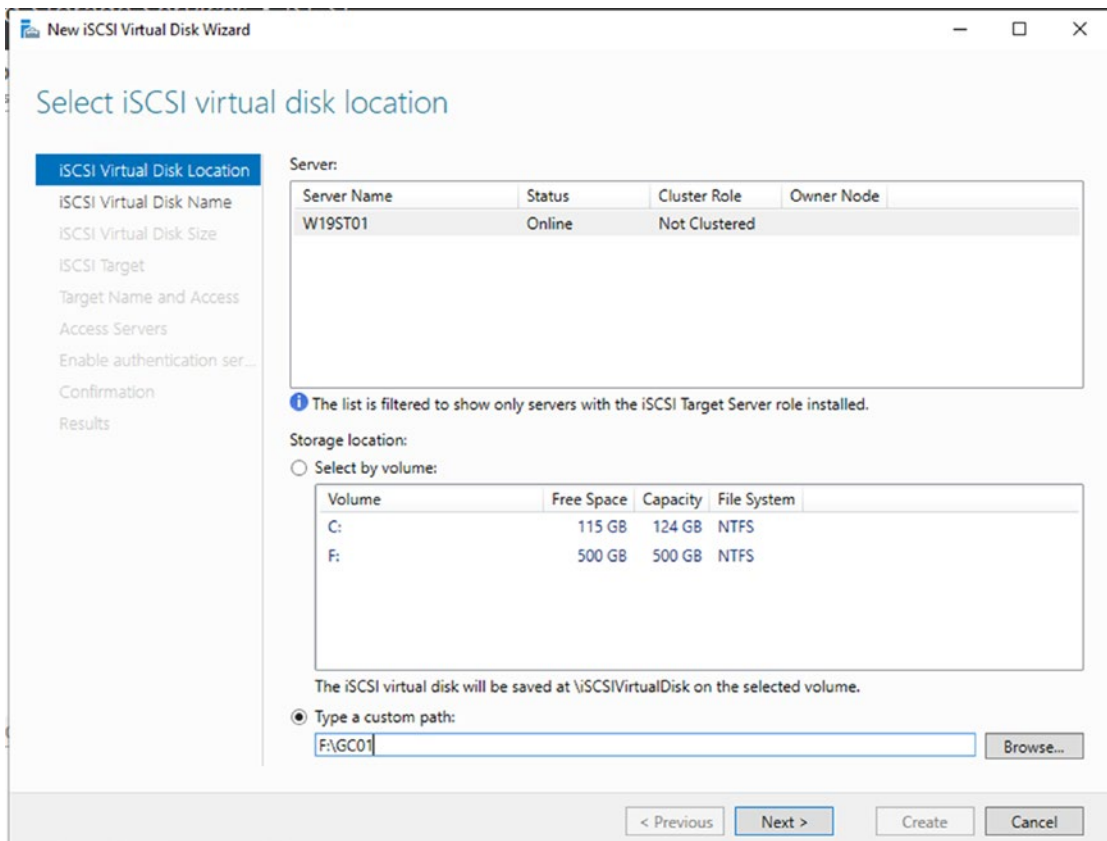 New iSCSI Virtual Disk Wizard
Select iSCSI virtual disk location
iSCSI Virtual Disk Location
iSCSI Virtual Disk Name
iSCSI Virtual Disk Size
iSCSI Target
Target Name and Access
Access Servers
Enable authentication ser...
Confirmation
Results
Server:
Server Name Status Cluster Role Owner Node
W19ST01 Online Not Clustered
The list is filtered to show only servers with the iSCSI Target Server role installed.
Storage location:
Select by volume:
Volume Free Space Capacity File System
C: 115 GB 124 GB NTFS
F: 500 GB 500 GB NTFS
The iSCSI virtual disk will be saved at \iSCSIVirtualDisk on the selected volume.
Type a custom path:
F:\GC01
Browse...
< Previous Next > Create Cancel